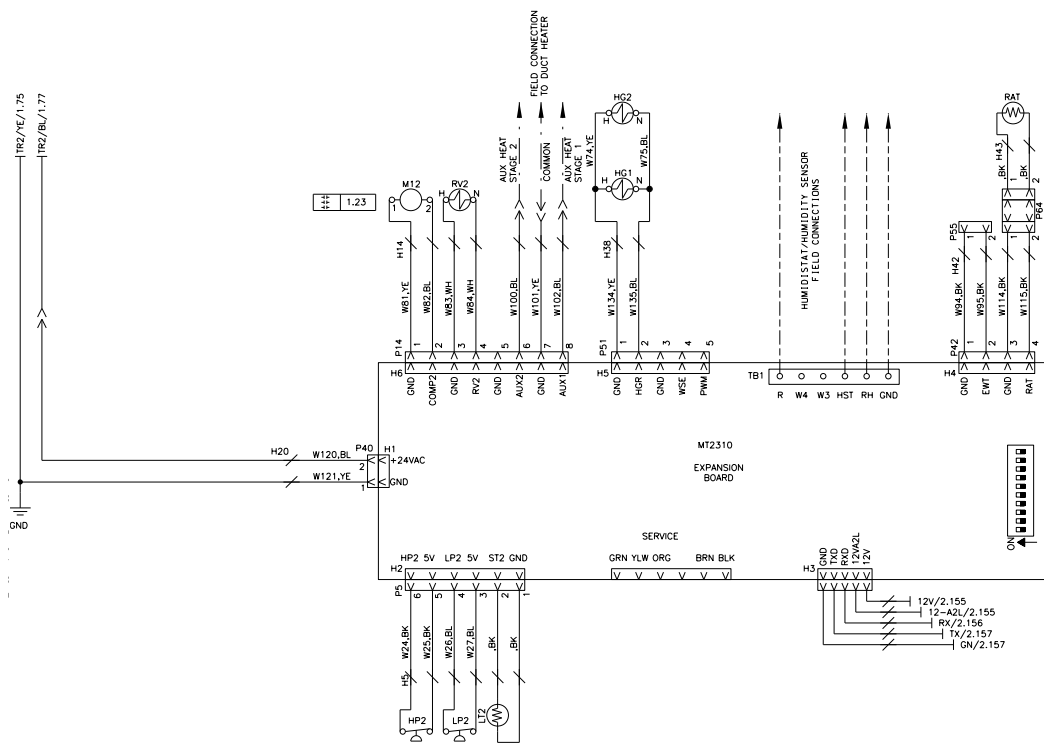 TR2/YE/1.75
TR2/BL/1.77
GND
FIELD CONNECTION
TO DUCT HEATER
AUX HEAT
STAGE 2
COMMON
AUX HEAT
STAGE 1
HG2
H N
W74,YE
W75,BL
HG1
H N
RAT
H43
,BK
,BK
1 2
P64
1 2
1.23
M12
1 2
RV2
H N
H14
W81,YE
W82,BL
W83,WH
W84,WH
W100,BL
W101,YE
W102,BL
H38
W134,YE
W135,BL
HUMIDISTAT/HUMIDITY SENSOR
FIELD CONNECTIONS
P55
1 2
H42
W94,BK
W95,BK
W114,BK
W115,BK
P14
1 2 3 4 5 6 7 8
H6
GND
COMP2
GND
RV2
GND
AUX2
GND
AUX1
P51
1 2 3 4 5
H5
GND
HGR
GND
WSE
PWM
TB1
R W4 W3 HST RH GND
P42
1 2 3 4
H4
GND
EWT
GND
RAT
H20
W120,BL
P40
H1
2
+24VAC
W121,YE
1
GND
MT2310
EXPANSION
BOARD
ON
SERVICE
GRN YLW ORG BRN BLK
HP2 5V LP2 5V ST2 GND
H2
P5
6 5 4 3 2 1
W24,BK
W25,BK
W26,BL
W27,BL
,BK
,BK
H5
HP2
LP2
LT2
H3
GND
TXD
RXD
12VA2L
12V
12V/2.155
12-A2L/2.155
RX/2.156
TX/2.157
GN/2.157